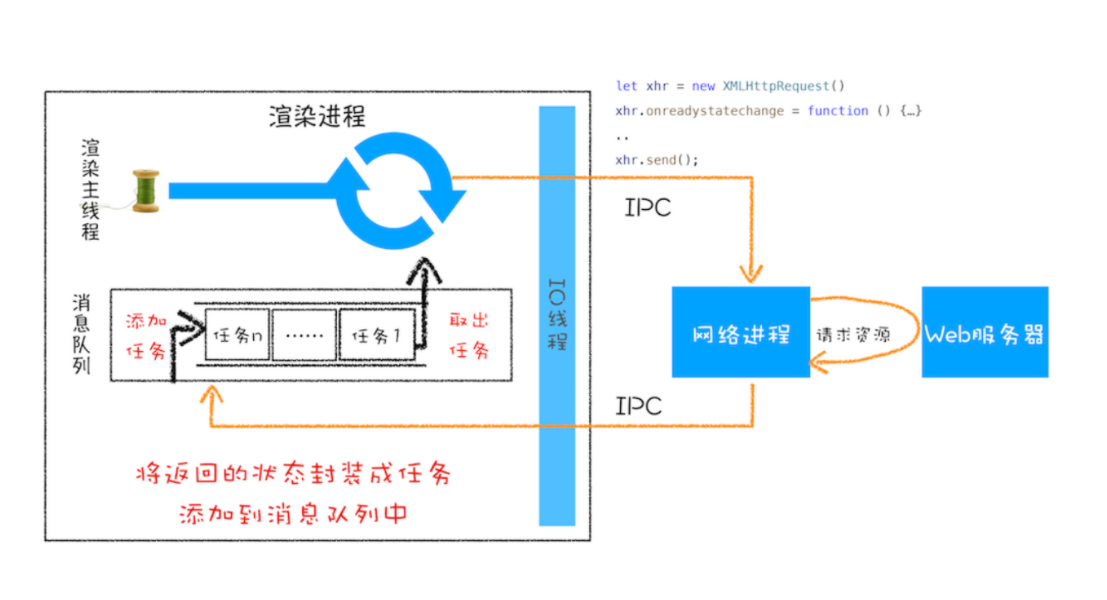 let xhr = new XMLHttpRequest()
xhr.onreadystatechange = function () {…}
..
xhr.send();
渲染进程
渲染主线程
IPC
消息队列
添加
任务
任务n
……
任务1
取出
任务
IO线程
网络进程
请求资源
Web服务器
IPC
将返回的状态封装成任务
添加到消息队列中